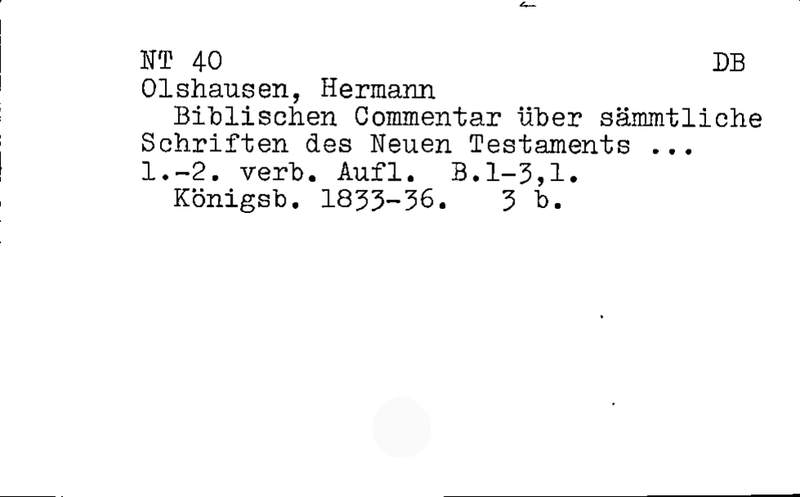 NT 40 DB
Olshausen, Hermann
Biblischen Commentar über sämmtliche
Schriften des Neuen Testaments ...
1.-2. verb. Aufl. B.1-3,1.
Königsb. 1833-36. 3 b.